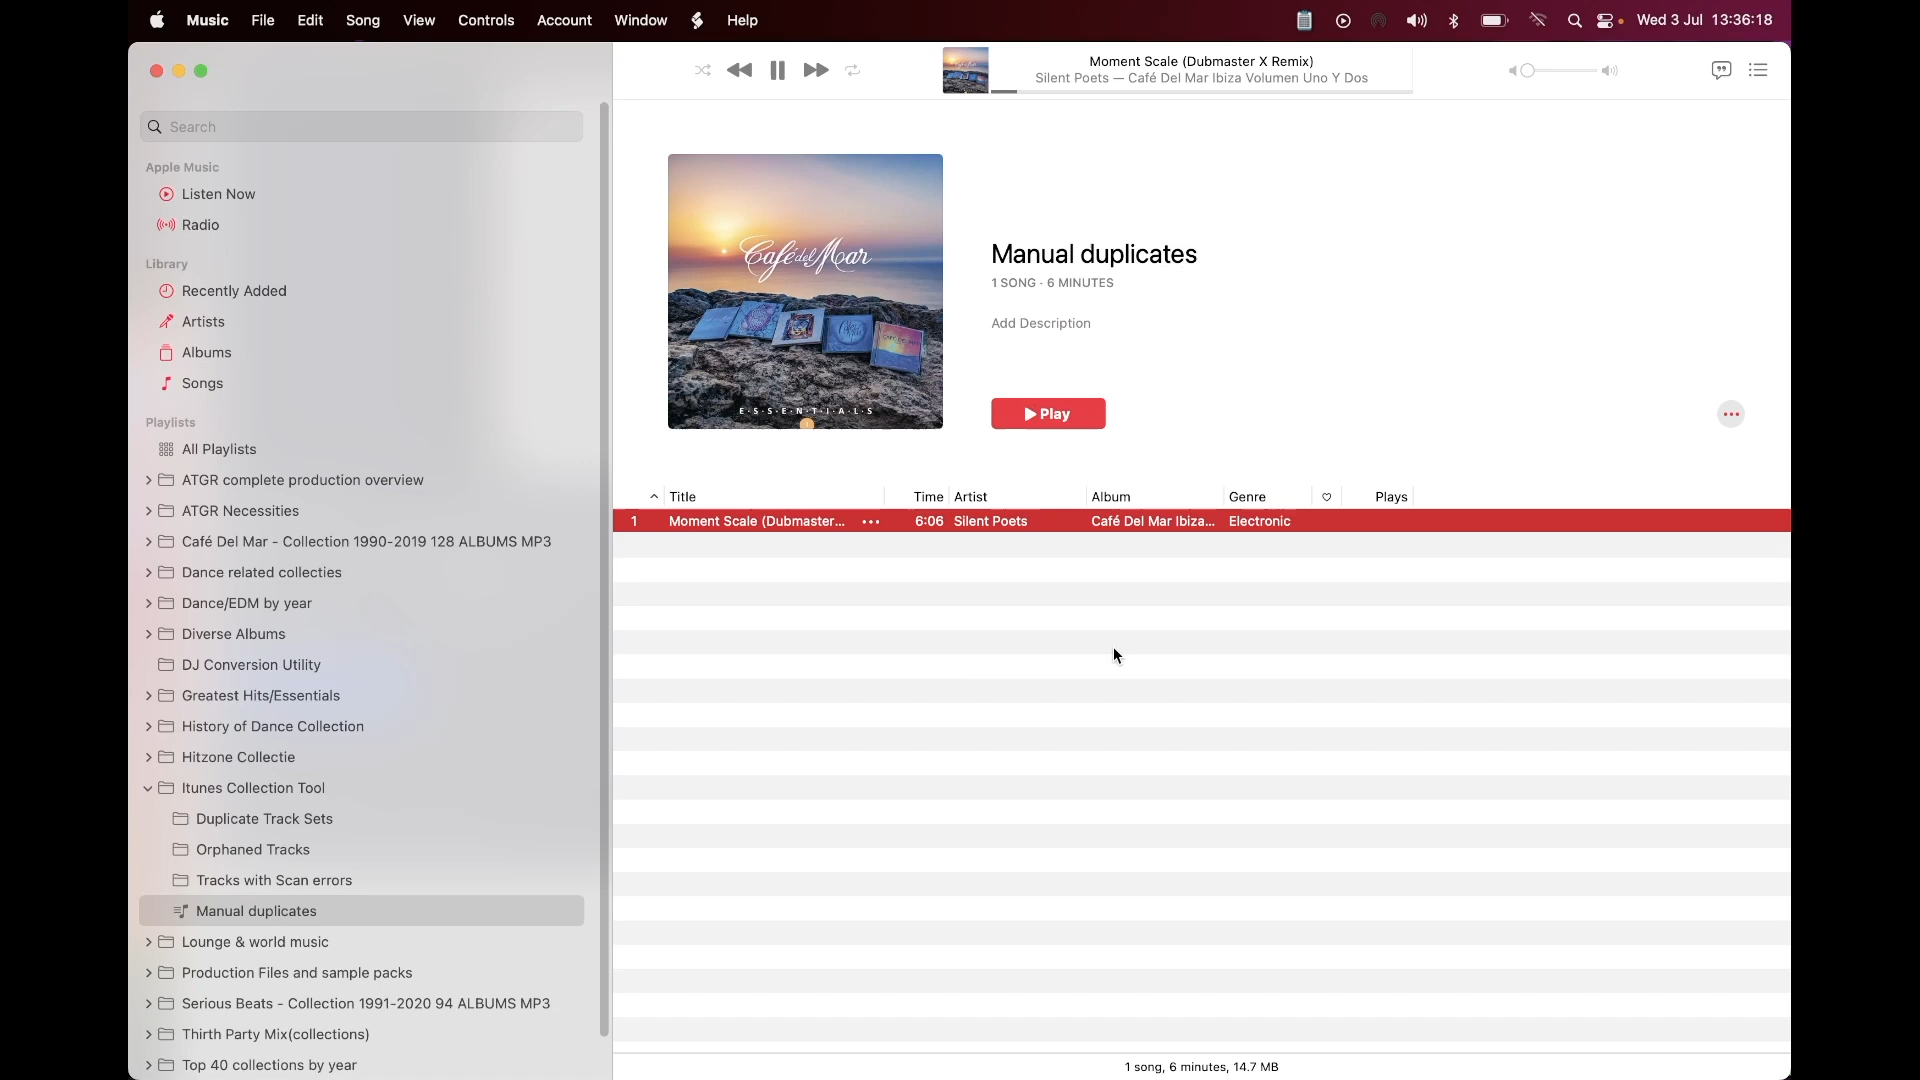 Music File Edit Song View Controls Account Window Help Wed 3 Jul 13:36:18
Moment Scale (Dubmaster X Remix)
Silent Poets — Café Del Mar Ibiza Volumen Uno Y Dos
Search
Apple Music
Listen Now
Radio
Library
Recently Added
Artists
Albums
Songs
Playlists
All Playlists
ATGR complete production overview
ATGR Necessities
Café Del Mar - Collection 1990-2019 128 ALBUMS MP3
Dance related collecties
Dance/EDM by year
Diverse Albums
DJ Conversion Utility
Greatest Hits/Essentials
History of Dance Collection
Hitzone Collectie
Itunes Collection Tool
Duplicate Track Sets
Orphaned Tracks
Tracks with Scan errors
Manual duplicates
Lounge & world music
Production Files and sample packs
Serious Beats - Collection 1991-2020 94 ALBUMS MP3
Thirth Party Mix(collections)
Top 40 collections by year
Café del Mar
E·S·S·E·N·T·I·A·L·S
Manual duplicates
1 SONG · 6 MINUTES
Add Description
Play
Title Time Artist Album Genre Plays
1 Moment Scale (Dubmaster... 6:06 Silent Poets Café Del Mar Ibiza... Electronic
1 song, 6 minutes, 14.7 MB